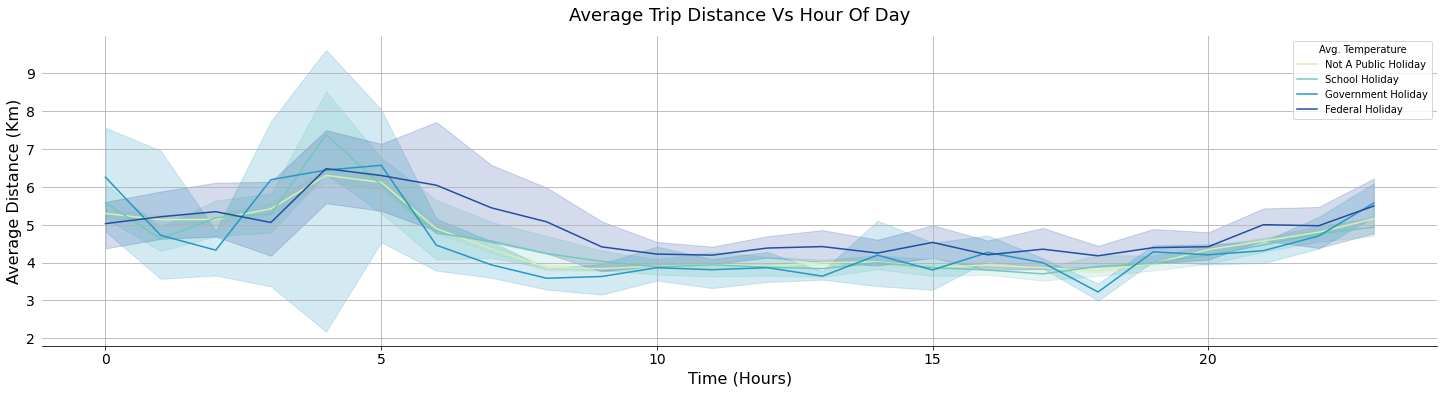 Average Trip Distance Vs Hour Of Day
Average Distance (Km)
9
8
7
6
5
4
3
2
0
5
10
15
20
Time (Hours)
Avg. Temperature
Not A Public Holiday
School Holiday
Government Holiday
Federal Holiday